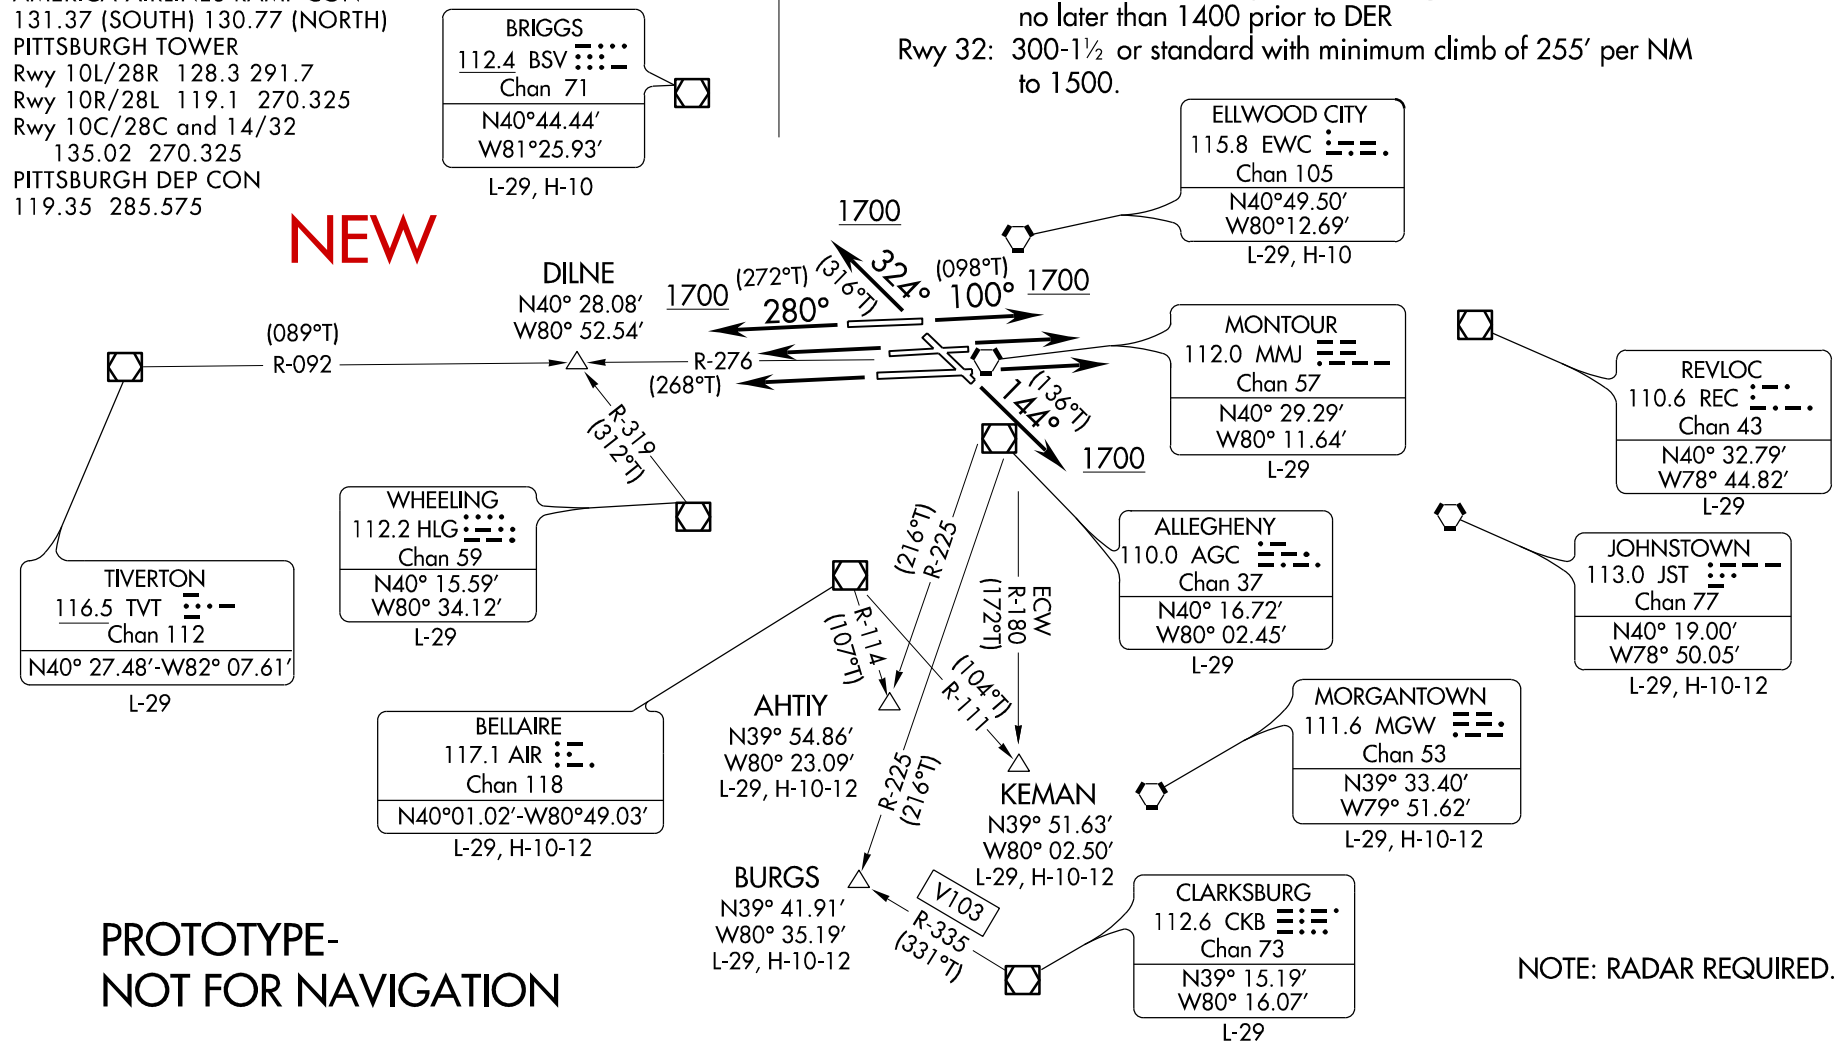 131.37 (SOUTH) 130.77 (NORTH)
PITTSBURGH TOWER
Rwy 10L/28R 128.3 291.7
Rwy 10R/28L 119.1 270.325
Rwy 10C/28C and 14/32
135.02 270.325
PITTSBURGH DEP CON
119.35 285.575
NEW
BRIGGS
112.4 BSV
Chan 71
N40°44.44′
W81°25.93′
L-29, H-10
no later than 1400 prior to DER
Rwy 32: 300-1½ or standard with minimum climb of 255′ per NM
to 1500.
ELLWOOD CITY
115.8 EWC
Chan 105
N40°49.50′
W80°12.69′
L-29, H-10
1700
324°
(316°T)
(098°T)
100°
1700
(272°T)
280°
1700
DILNE
N40° 28.08′
W80° 52.54′
(089°T)
R-092
R-276
(268°T)
R-319
(312°T)
(136°T)
144°
1700
MONTOUR
112.0 MMJ
Chan 57
N40° 29.29′
W80° 11.64′
L-29
REVLOC
110.6 REC
Chan 43
N40° 32.79′
W78° 44.82′
L-29
WHEELING
112.2 HLG
Chan 59
N40° 15.59′
W80° 34.12′
L-29
TIVERTON
116.5 TVT
Chan 112
N40° 27.48′-W82° 07.61′
L-29
ALLEGHENY
110.0 AGC
Chan 37
N40° 16.72′
W80° 02.45′
L-29
JOHNSTOWN
113.0 JST
Chan 77
N40° 19.00′
W78° 50.05′
L-29, H-10-12
(216°T)
R-225
ECW
R-180
(172°T)
R-114
(107°T)
(104°T)
R-111
AHTIY
N39° 54.86′
W80° 23.09′
L-29, H-10-12
BELLAIRE
117.1 AIR
Chan 118
N40°01.02′-W80°49.03′
L-29, H-10-12
R-225
(216°T)
KEMAN
N39° 51.63′
W80° 02.50′
L-29, H-10-12
MORGANTOWN
111.6 MGW
Chan 53
N39° 33.40′
W79° 51.62′
L-29, H-10-12
BURGS
N39° 41.91′
W80° 35.19′
L-29, H-10-12
V103
R-335
(331°T)
CLARKSBURG
112.6 CKB
Chan 73
N39° 15.19′
W80° 16.07′
L-29
PROTOTYPE-
NOT FOR NAVIGATION
NOTE: RADAR REQUIRED.